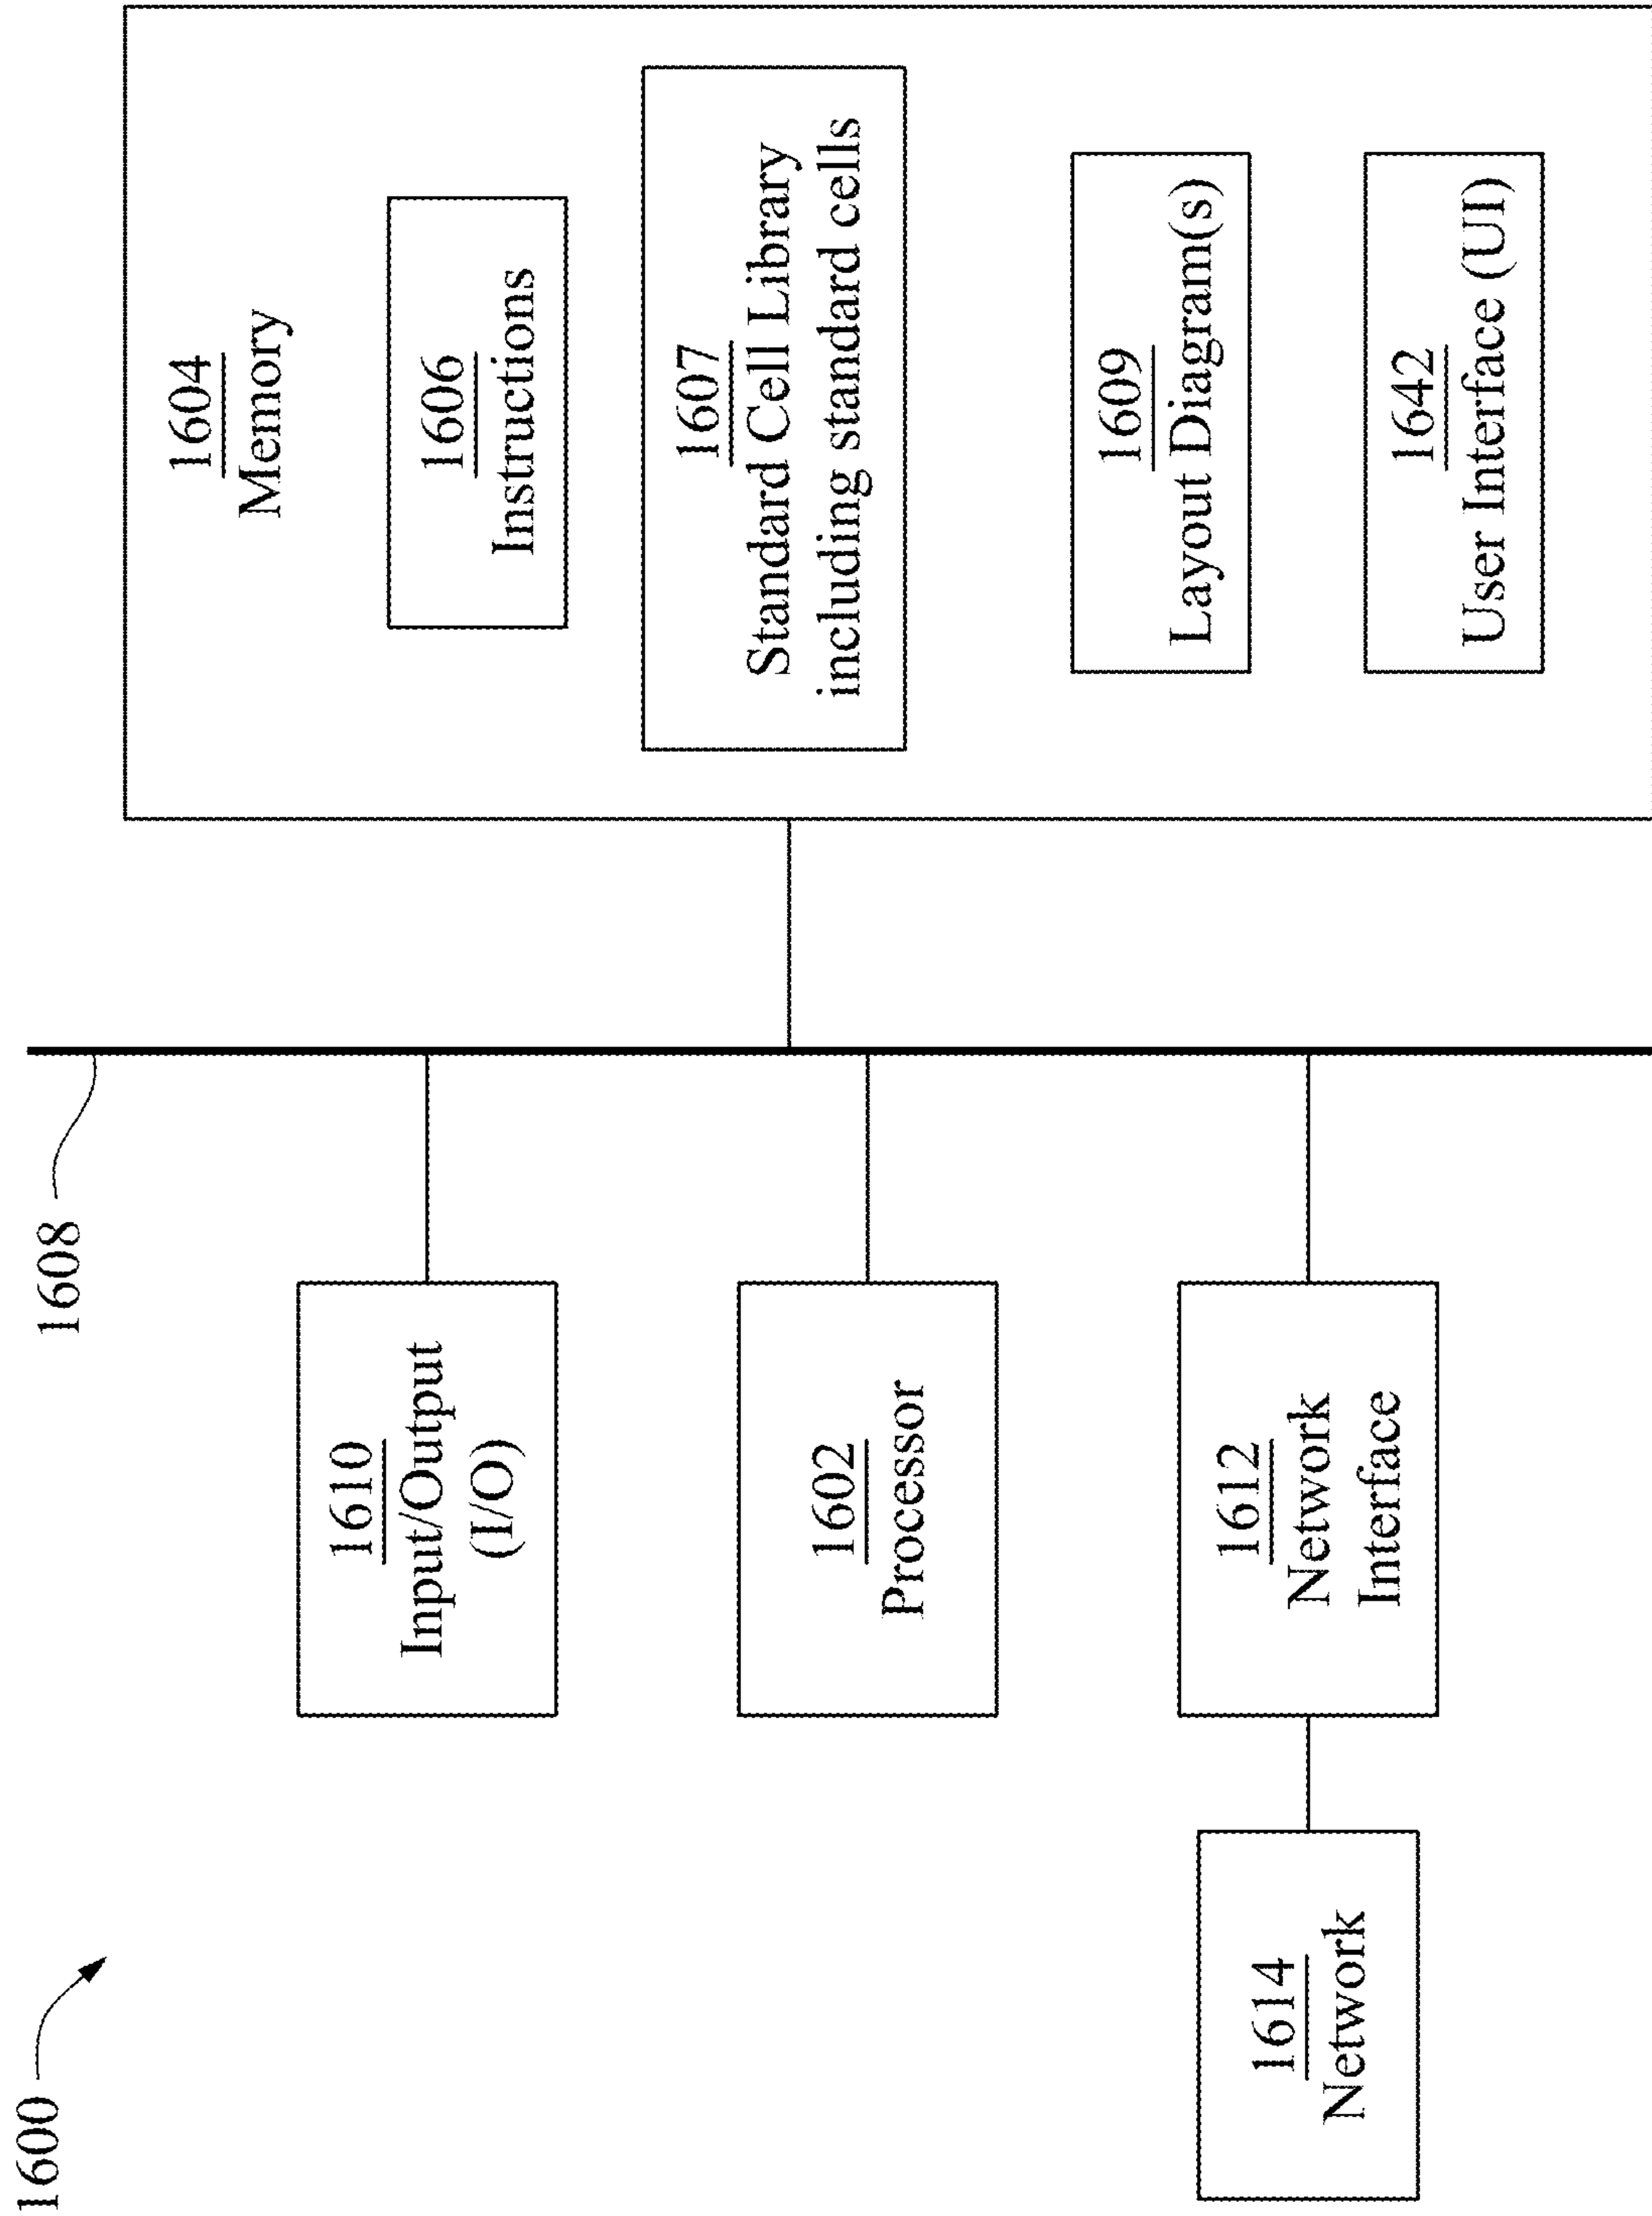 1600
1608
1610
Input/Output
(I/O)
1602
Processor
1612
Network
Interface
1614
Network
1604
Memory
1606
Instructions
1607
Standard Cell Library
including standard cells
1609
Layout Diagram(s)
1642
User Interface (UI)